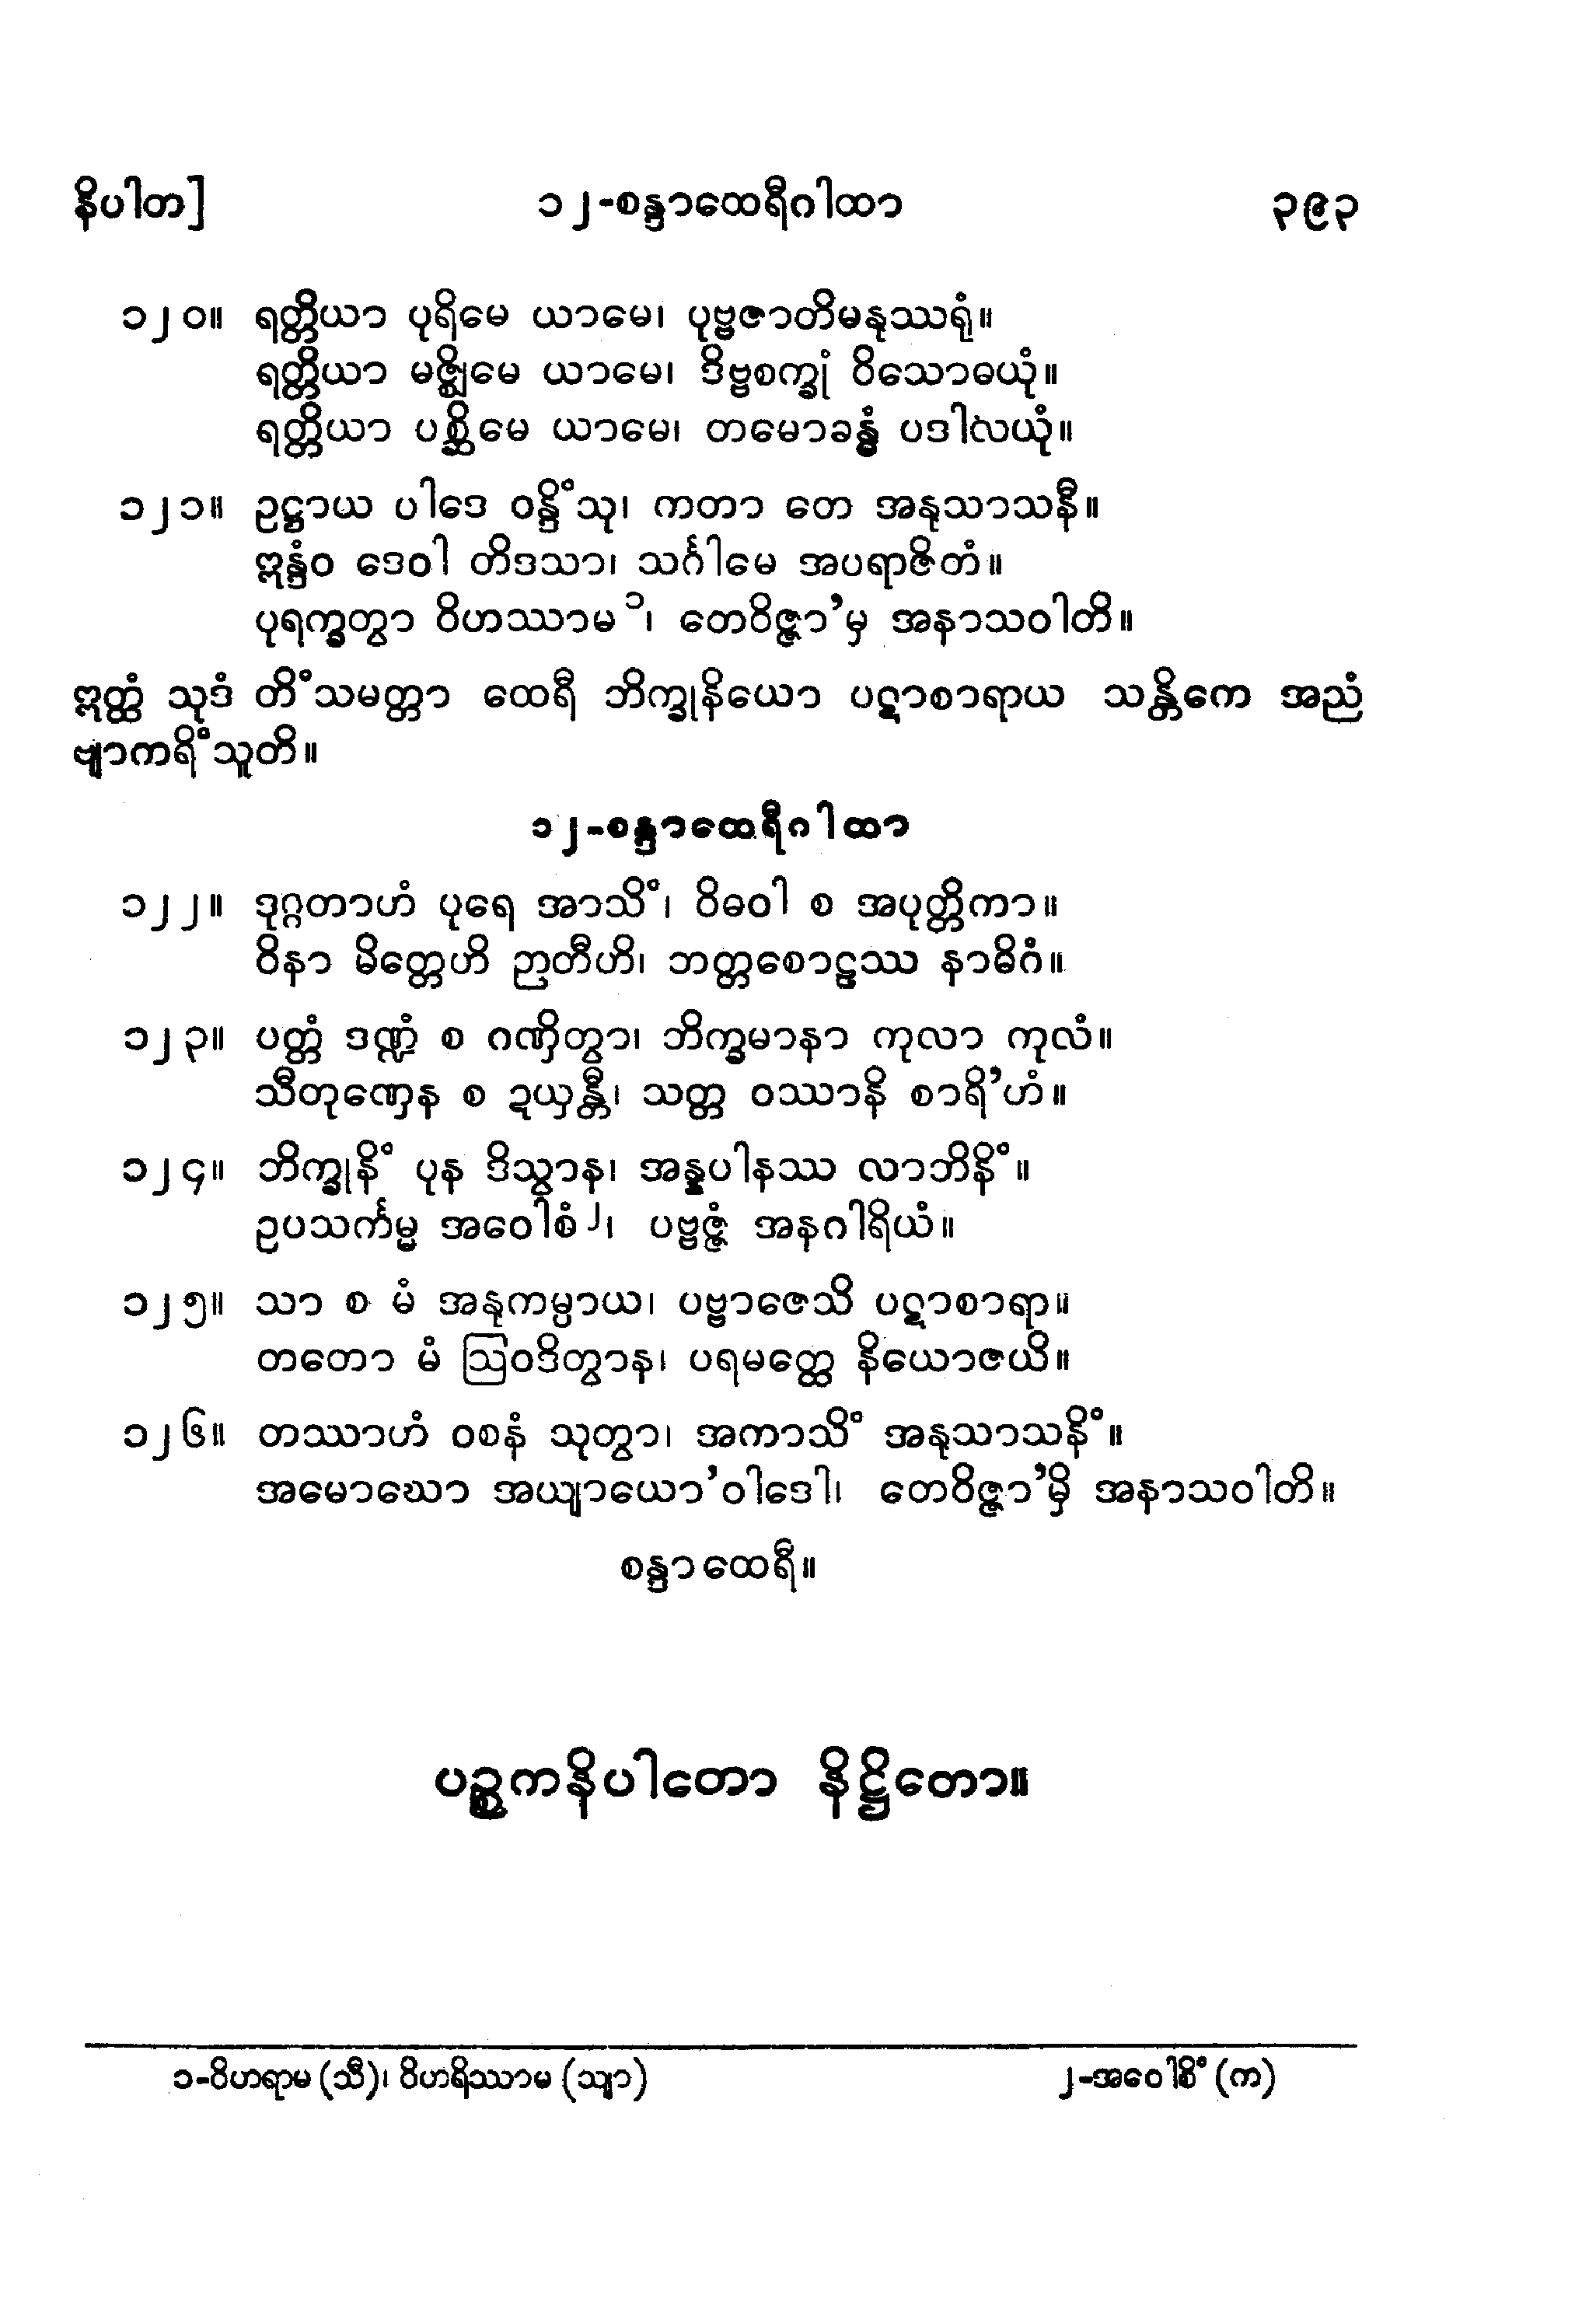 နိပါတ] ၁၂-စန္ဒာထေရီဂါထာ ၃၉၃
၁၂၀။ ရတ္တိယာ ပုရိမေ ယာမေ၊ ပုဗ္ဗဇာတိမနုဿရုံ။
ရတ္တိယာ မဇ္ဈိမေ ယာမေ၊ ဒိဗ္ဗစက္ခုံ ဝိသောဓယုံ။
ရတ္တိယာ ပစ္ဆိမေ ယာမေ၊ တမောခန္ဓံ ပဒါလယုံ။
၁၂၁။ ဥဋ္ဌာယ ပါဒေ ဝန္ဒိံသု၊ ကတာ တေ အနုသာသနီ။
ဣန္ဒံဝ ဒေဝါ တိဒသာ၊ သင်္ဂါမေ အပရာဇိတံ။
ပုရက္ခတွာ ဝိဟဿာမ ၁၊ တေဝိဇ္ဇာ’မှ အနာသဝါတိ။
ဣတ္ထံ သုဒံ တိံသမတ္တာ ထေရီ ဘိက္ခုနိယော ပဋာစာရာယ သန္တိကေ အညံ
ဗျာကရိံသူတိ။
၁၂-စန္ဒာထေရီဂါထာ
၁၂၂။ ဒုဂ္ဂတာဟံ ပုရေ အာသိံ၊ ဝိဓဝါ စ အပုတ္တိကာ။
ဝိနာ မိတ္တေဟိ ဉာတီဟိ၊ ဘတ္တစောဠဿ နာဓိဂံ။
၁၂၃။ ပတ္တံ ဒဏ္ဍံ စ ဂဏှိတွာ၊ ဘိက္ခမာနာ ကုလာ ကုလံ။
သီတုဏှေန စ ဍယှန္တီ၊ သတ္တ ဝဿာနိ စာရိ’ဟံ။
၁၂၄။ ဘိက္ခုနိံ ပုန ဒိသွာန၊ အန္နပါနဿ လာဘိနိံ။
ဥပသင်္ကမ္မ အဝေါစံ ၂၊ ပဗ္ဗဇ္ဇံ အနဂါရိယံ။
၁၂၅။ သာ စ မံ အနုကမ္ပာယ၊ ပဗ္ဗာဇေသိ ပဋာစာရာ။
တတော မံ ဩဝဒိတွာန၊ ပရမတ္ထေ နိယောဇယိ။
၁၂၆။ တဿာဟံ ဝစနံ သုတွာ၊ အကာသိံ အနုသာသနိံ။
အမောဃော အယျာယော’ဝါဒေါ၊ တေဝိဇ္ဇာ’မှိ အနာသဝါတိ။
စန္ဒာထေရီ။
ပဉ္စကနိပါတော နိဋ္ဌိတော။
၁-ဝိဟရာမ (သီ)၊ ဝိဟရိဿာမ (သျာ) ၂-အဝေါစိံ (က)